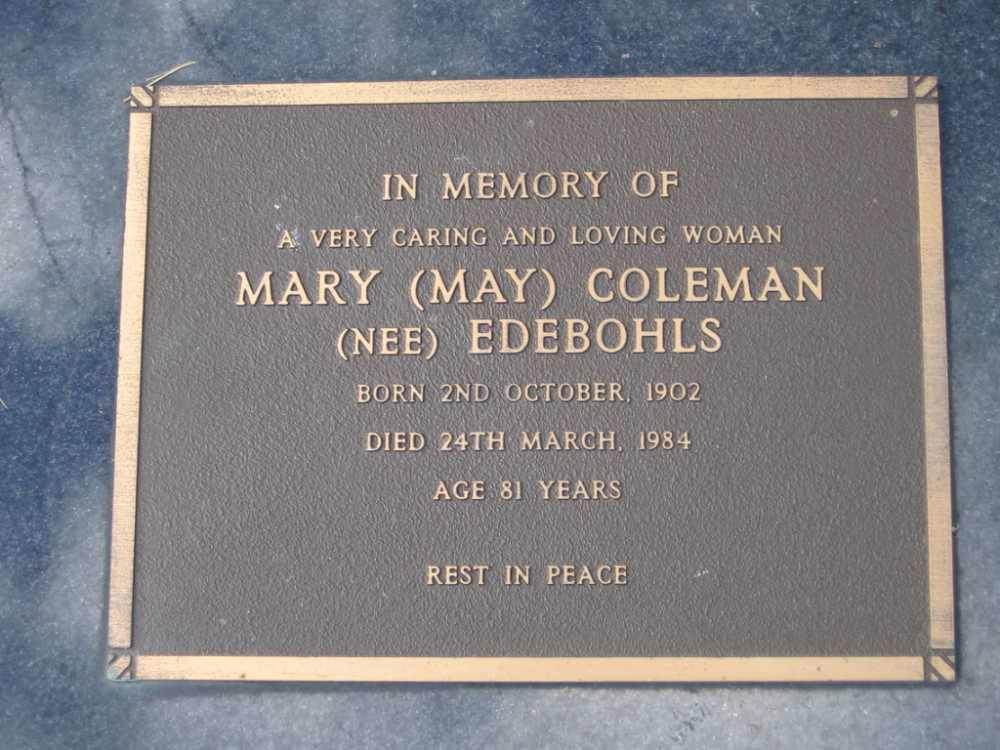 IN MEMORY OF
A VERY CARING AND LOVING WOMAN
MARY (MAY) COLEMAN
(NEE) EDEBOHLS
BORN 2ND OCTOBER, 1902
DIED 24TH MARCH, 1984
AGE 81 YEARS
REST IN PEACE